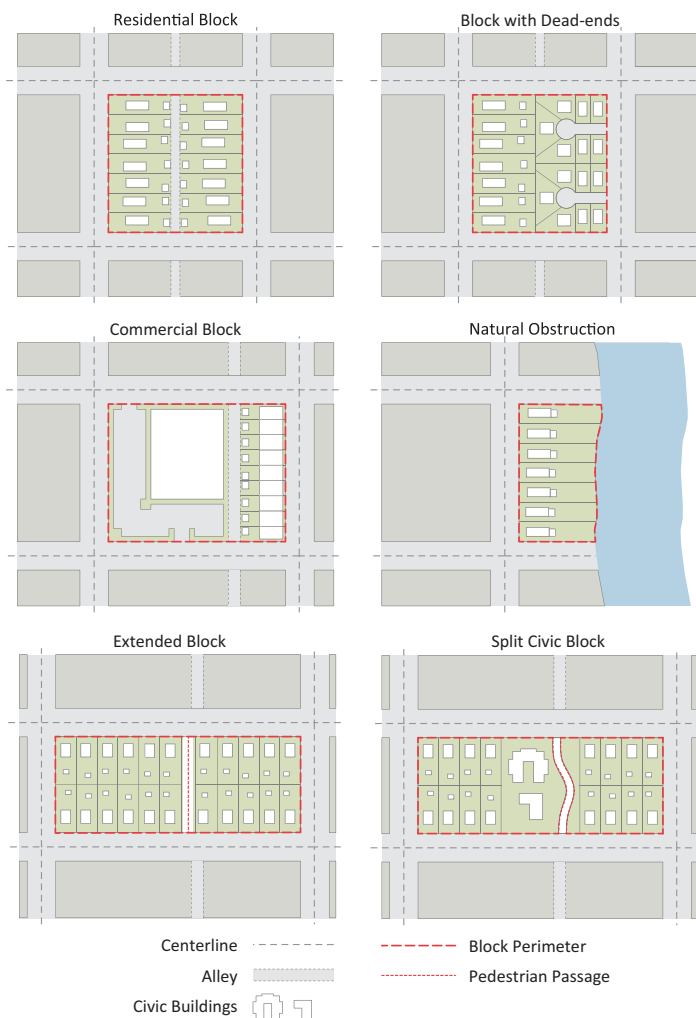 Residential Block
Block with Dead-ends
Commercial Block
Natural Obstruction
Extended Block
Split Civic Block
Centerline
Block Perimeter
Alley
Pedestrian Passage
Civic Buildings